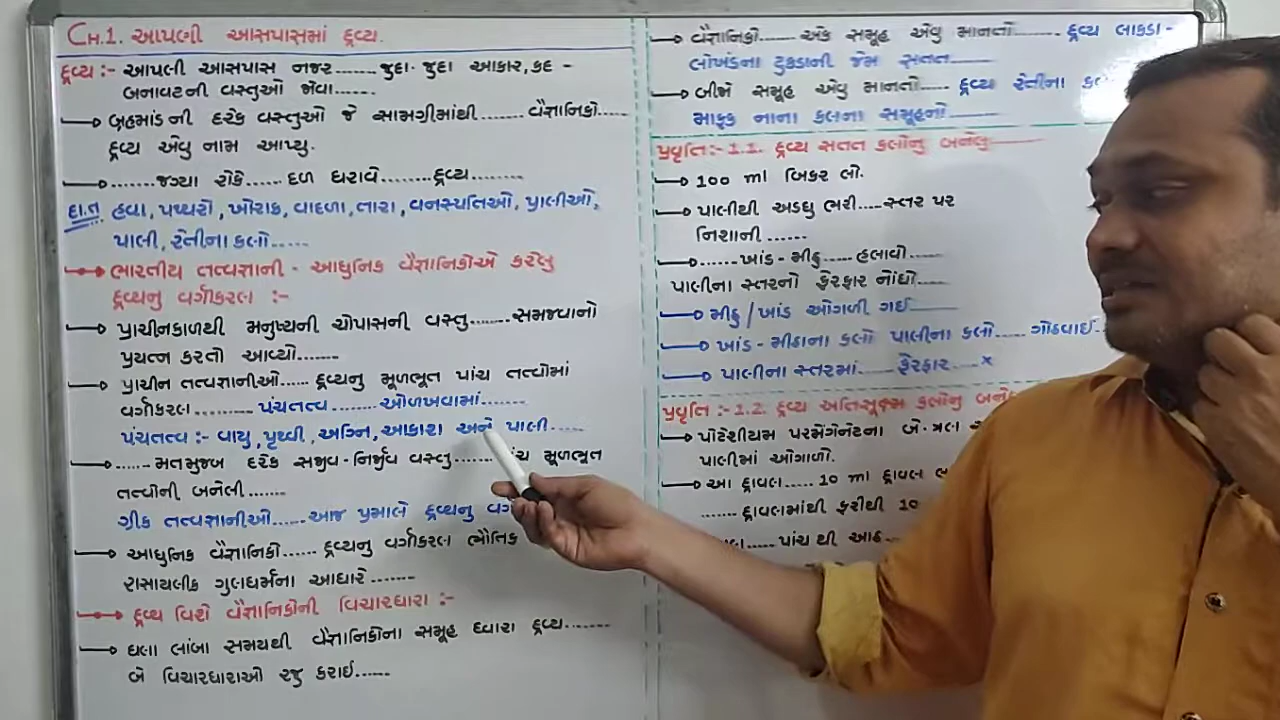 CH.1. આપણી આસપાસમાં દ્રવ્ય.
દ્રવ્ય :- આપણી આસપાસ નજર....... જુદા-જુદા આકાર, કદ -
બનાવટની વસ્તુઓ જોવા.......
બ્રહ્માંડની દરેક વસ્તુઓ જે સામગ્રીમાંથી....... વૈજ્ઞાનિકો.....
દ્રવ્ય એવુ નામ આપ્યુ.
....... જગ્યા રોકે...... દળ ધરાવે....... દ્રવ્ય........
દા.ત હવા, પથ્થરો, ખોરાક, વાદળા, તારા, વનસ્પતિઓ, પ્રાણીઓ,
પાણી, રેતીના કણો.....
ભારતીય તત્વજ્ઞાની - આધુનિક વૈજ્ઞાનિકોએ કરેલુ
દ્રવ્યનુ વર્ગીકરણ :-
પ્રાચીનકાળથી મનુષ્યની ચોપાસની વસ્તુ....... સમજવાનો
પ્રયત્ન કરતો આવ્યો.......
પ્રાચીન તત્વજ્ઞાનીઓ...... દ્રવ્યનુ મૂળભૂત પાંચ તત્વોમાં
વર્ગીકરણ.......... પંચતત્વ........ ઓળખવામાં........
પંચતત્વ :- વાયુ, પૃથ્વી, અગ્નિ, આકાશ અને પાણી.....
...... મતમુજબ દરેક સજીવ-નિર્જીવ વસ્તુ...... પાંચ મૂળભૂત
તત્વોની બનેલી.......
ગ્રીક તત્વજ્ઞાનીઓ...... આજ પ્રમાણે દ્રવ્યનુ
આધુનિક વૈજ્ઞાનિકો...... દ્રવ્યનુ વર્ગીકરણ ભૌતિક
રાસાયણીક ગુણધર્મના આધારે.......
દ્રવ્ય વિશે વૈજ્ઞાનિકોની વિચારધારા :-
ઘણા લાંબા સમયથી વૈજ્ઞાનિકોના સમૂહ દ્વારા દ્રવ્ય.......
બે વિચારધારાઓ રજુ કરાઈ......
વૈજ્ઞાનિકો...... એક સમૂહ એવુ માનતો......... દ્રવ્ય લાકડા -
લોખંડના ટુકડાની જેમ સતત.......
બીજો સમૂહ એવુ માનતો..... દ્રવ્ય રેતીના
માફક નાના કણના સમૂહનો
પ્રવૃતિ:- 1.1. દ્રવ્ય સતત કણોનુ બનેલુ
100 ml બિકર લો.
પાણીથી અડધુ ભરી.... સ્તર પર
નિશાની ......
...... ખાંડ - મીઠુ..... હલાવો.....
પાણીના સ્તરનો ફેરફાર નોંધો.....
મીઠુ / ખાંડ ઓગળી ગઈ
ખાંડ - મીઠાના કણો પાણીના કણો..... ગોઠવાઈ..
પાણીના સ્તરમાં..... ફેરફાર....×
પ્રવૃતિ :- 1.2. દ્રવ્ય અતિસૂક્ષ્મ કણોનુ
પોટેશીયમ પરમેંગેનેટના બે-ત્રણ
પાણીમાં ઓગાળો.
આ દ્રાવણ..... 10 ml દ્રાવણ
....... દ્રાવણમાંથી ફરીથી 10
પાંચ થી આઠ